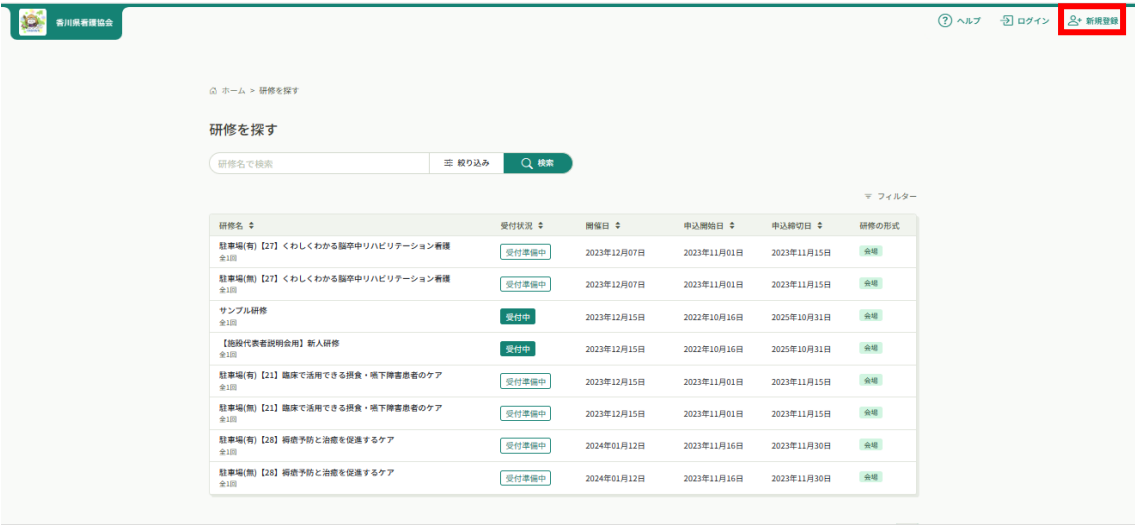 香川県看護協会
ヘルプ ログイン 新規登録
ホーム > 研修を探す
研修を探す
研修名で検索 絞り込み 検索
フィルター
研修名 受付状況 開催日 申込開始日 申込締切日 研修の形式
駐車場(有)【27】くわしくわかる脳卒中リハビリテーション看護
全1回
受付準備中 2023年12月07日 2023年11月01日 2023年11月15日 会場
駐車場(無)【27】くわしくわかる脳卒中リハビリテーション看護
全1回
受付準備中 2023年12月07日 2023年11月01日 2023年11月15日 会場
サンプル研修
全1回
受付中 2023年12月15日 2022年10月16日 2025年10月31日 会場
【施設代表者説明会用】新人研修
全1回
受付中 2023年12月15日 2022年10月16日 2025年10月31日 会場
駐車場(有)【21】臨床で活用できる摂食・嚥下障害患者のケア
全1回
受付準備中 2023年12月15日 2023年11月01日 2023年11月15日 会場
駐車場(無)【21】臨床で活用できる摂食・嚥下障害患者のケア
全1回
受付準備中 2023年12月15日 2023年11月01日 2023年11月15日 会場
駐車場(有)【28】褥瘡予防と治癒を促進するケア
全1回
受付準備中 2024年01月12日 2023年11月16日 2023年11月30日 会場
駐車場(無)【28】褥瘡予防と治癒を促進するケア
全1回
受付準備中 2024年01月12日 2023年11月16日 2023年11月30日 会場